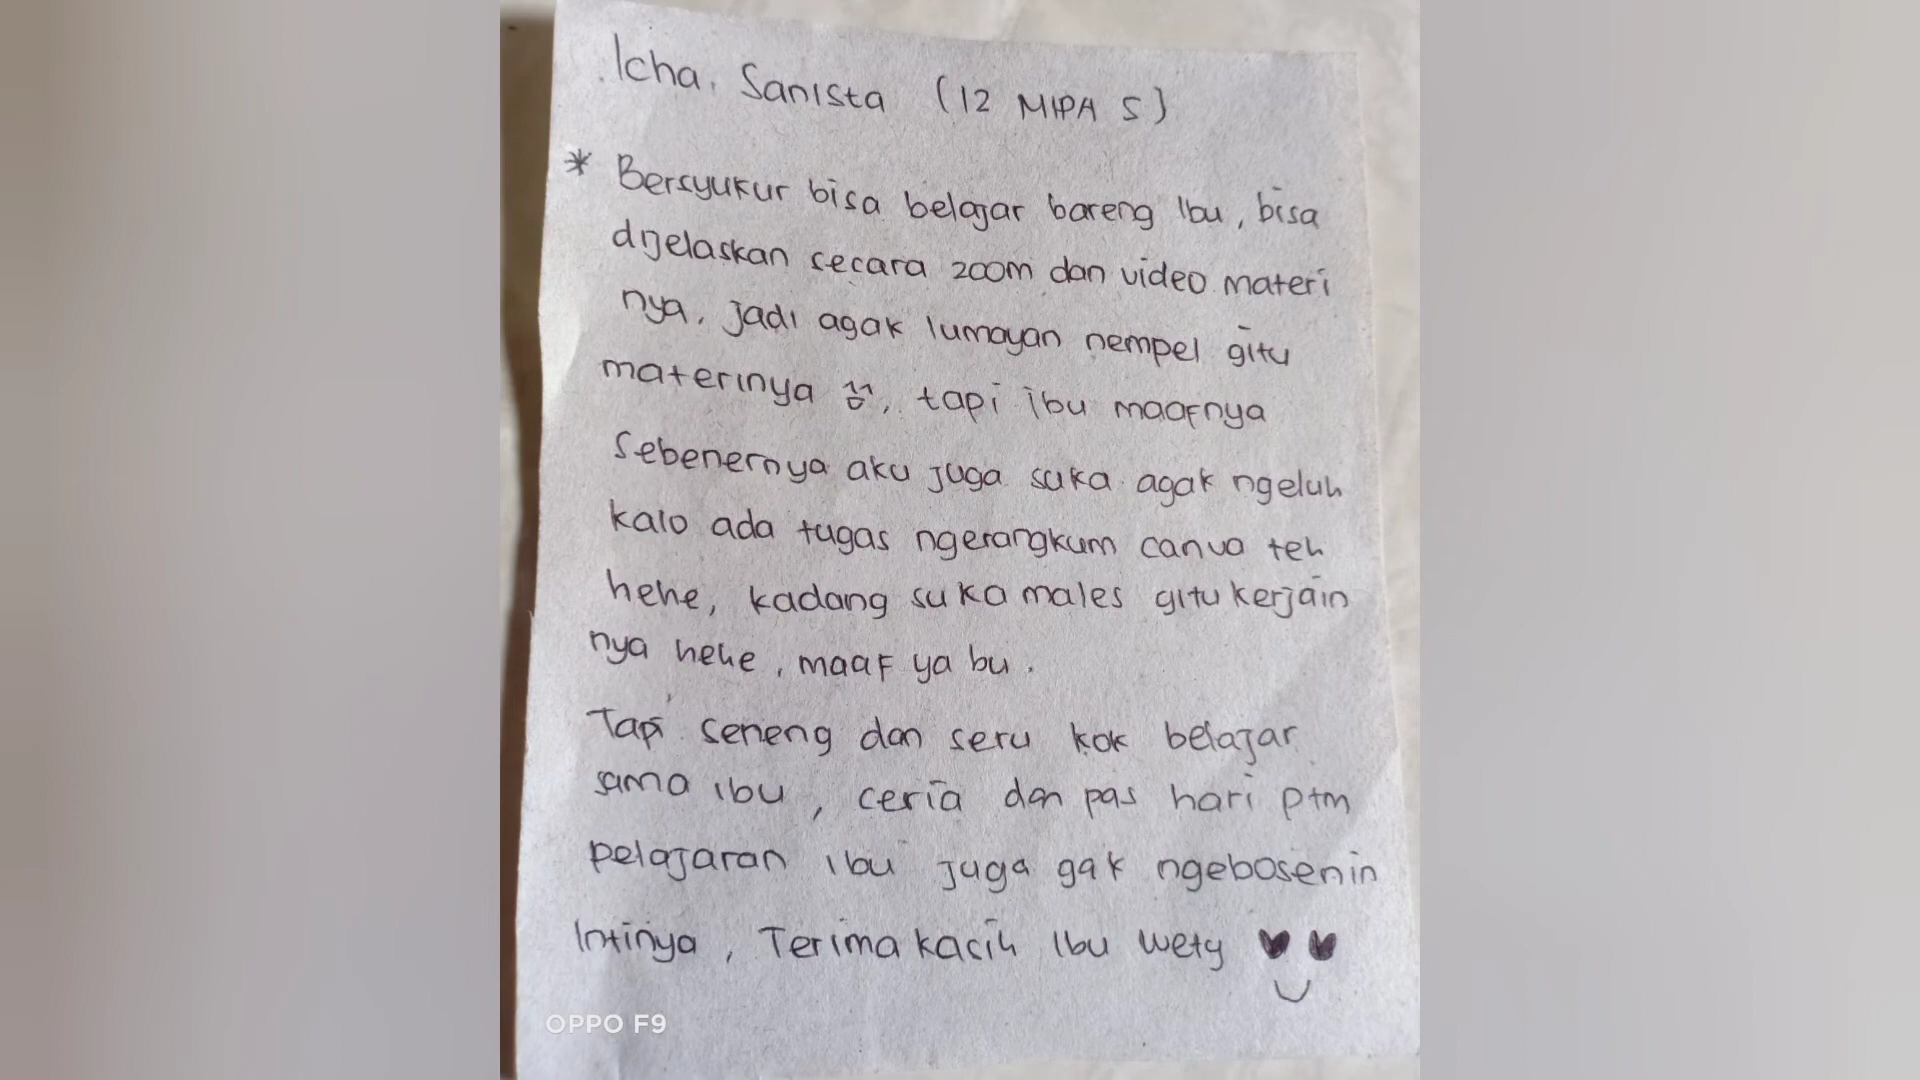 Icha. Sanista (12 MIPA 5)
* Bersyukur bisa belajar bareng Ibu, bisa
dijelaskan secara zoom dan video materi
nya, jadi agak lumayan nempel gitu
materinya, tapi ibu maafnya
Sebenernya aku juga suka agak ngeluh
kalo ada tugas ngerangkum canva teh
hehe, kadang suka males gitu kerjain
nya hehe, maaf ya bu.
Tapi seneng dan seru kok belajar
sama ibu, ceria dan pas hari ptm
pelajaran ibu juga gak ngebosenin
Intinya, Terima kasih Ibu wety
OPPO F9